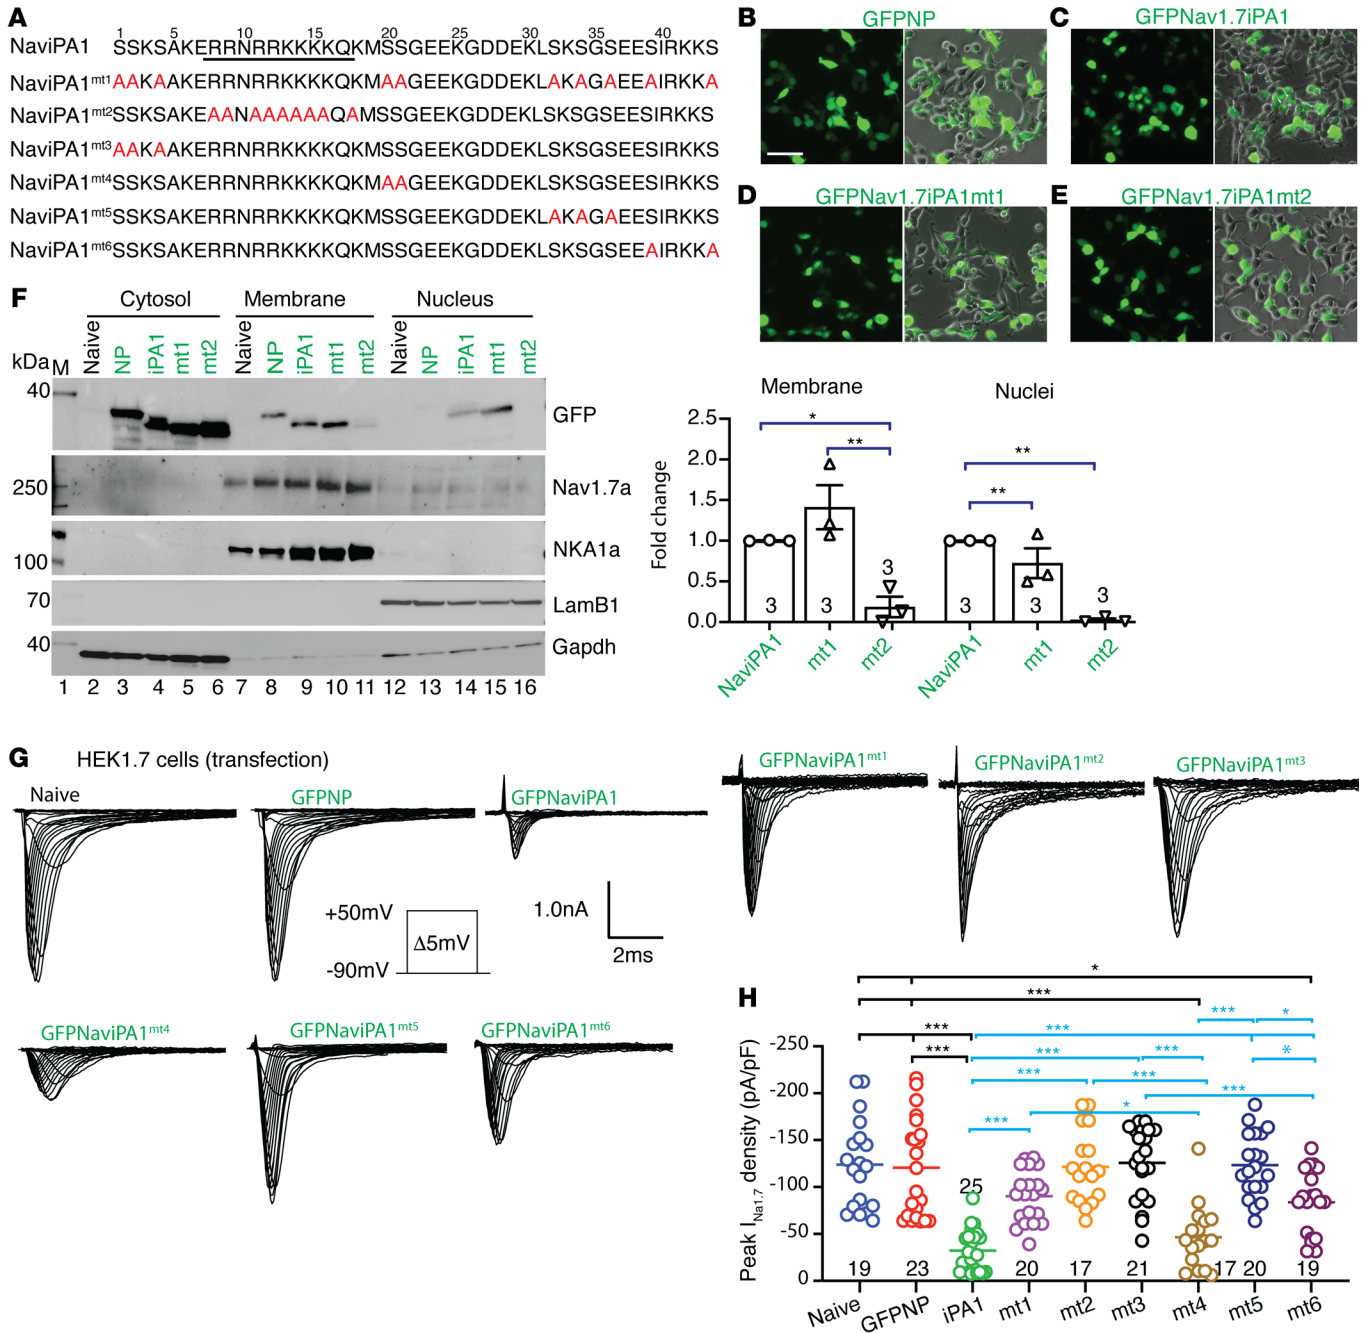 A
1 5 10 15 20 25 30 35 40
NaviPA1 SSKSAKERRNRRKKKKQKMSSGEEKGDDEKLSKSGSEESIRKKS
NaviPA1mt1 AAKAAKERRNRRKKKKQKMAAGEEKGDDEKLAKAGAEEAIRKKA
NaviPA1mt2 SSKSAKEAANAAAAAAQAMSSGEEKGDDEKLSKSGSEESIRKKS
NaviPA1mt3 AAKAAKERRNRRKKKKQKMSSGEEKGDDEKLSKSGSEESIRKKS
NaviPA1mt4 SSKSAKERRNRRKKKKQKMAAGEEKGDDEKLSKSGSEESIRKKS
NaviPA1mt5 SSKSAKERRNRRKKKKQKMSSGEEKGDDEKLAKAGAEESIRKKS
NaviPA1mt6 SSKSAKERRNRRKKKKQKMSSGEEKGDDEKLSKSGSEEAIRKKA
B GFPNP
C GFPNav1.7iPA1
D GFPNav1.7iPA1mt1
E GFPNav1.7iPA1mt2
F
Cytosol Membrane Nucleus
kDa M Naive NP iPA1 mt1 mt2 Naive NP iPA1 mt1 mt2 Naive NP iPA1 mt1 mt2
40 GFP
250 Nav1.7a
100 NKA1a
70 LamB1
40 Gapdh
1 2 3 4 5 6 7 8 9 10 11 12 13 14 15 16
Membrane Nuclei
Fold change
2.5
2.0
1.5
1.0
0.5
0.0
* ** ** **
3 3 3 3 3 3
NaviPA1 mt1 mt2 NaviPA1 mt1 mt2
G HEK1.7 cells (transfection)
Naive GFPNP GFPNaviPA1 GFPNaviPA1mt1 GFPNaviPA1mt2 GFPNaviPA1mt3
+50mV
Δ5mV
-90mV
1.0nA
2ms
GFPNaviPA1mt4 GFPNaviPA1mt5 GFPNaviPA1mt6
H
*
***
*** *
*** ***
*** *** *** *
*** ***
***
*
***
Peak INa1.7 density (pA/pF)
-250
-200
-150
-100
-50
0
25
19 23 20 17 21 17 20 19
Naive GFPNP iPA1 mt1 mt2 mt3 mt4 mt5 mt6